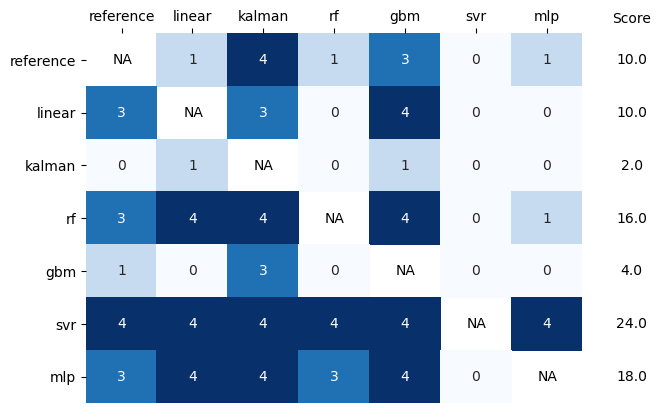 reference linear kalman rf gbm svr mlp Score
reference NA 1 4 1 3 0 1 10.0
linear 3 NA 3 0 4 0 0 10.0
kalman 0 1 NA 0 1 0 0 2.0
rf 3 4 4 NA 4 0 1 16.0
gbm 1 0 3 0 NA 0 0 4.0
svr 4 4 4 4 4 NA 4 24.0
mlp 3 4 4 3 4 0 NA 18.0